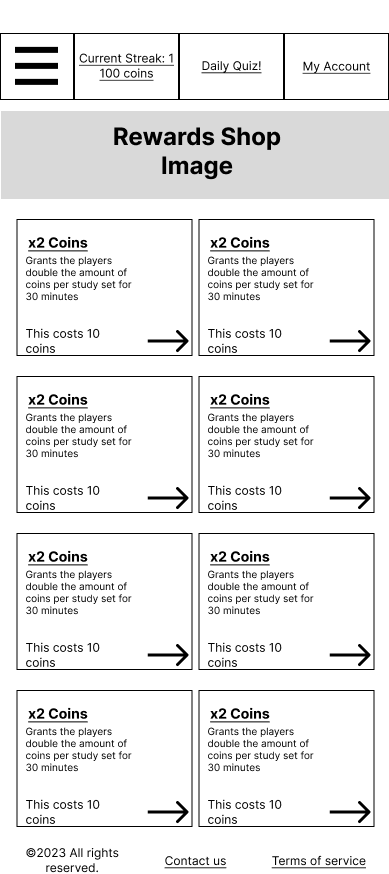 Current Streak: 1
100 coins
Daily Quiz!
My Account
Rewards Shop
Image
x2 Coins
Grants the players
double the amount of
coins per study set for
30 minutes
This costs 10
coins
x2 Coins
Grants the players
double the amount of
coins per study set for
30 minutes
This costs 10
coins
x2 Coins
Grants the players
double the amount of
coins per study set for
30 minutes
This costs 10
coins
x2 Coins
Grants the players
double the amount of
coins per study set for
30 minutes
This costs 10
coins
x2 Coins
Grants the players
double the amount of
coins per study set for
30 minutes
This costs 10
coins
x2 Coins
Grants the players
double the amount of
coins per study set for
30 minutes
This costs 10
coins
x2 Coins
Grants the players
double the amount of
coins per study set for
30 minutes
This costs 10
coins
x2 Coins
Grants the players
double the amount of
coins per study set for
30 minutes
This costs 10
coins
©2023 All rights
reserved.
Contact us
Terms of service